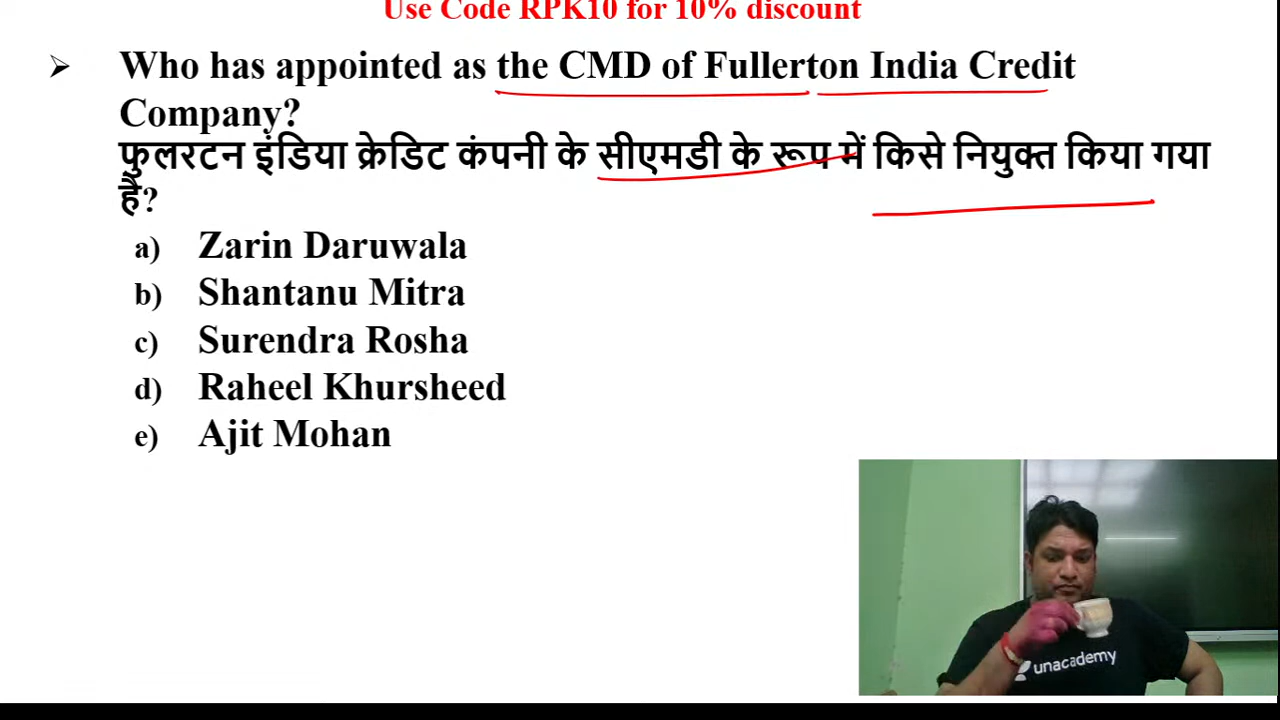 Use Code RPK10 for 10% discount
➢ Who has appointed as the CMD of Fullerton India Credit
Company?
फुलरटन इंडिया क्रेडिट कंपनी के सीएमडी के रूप में किसे नियुक्त किया गया
है?
a) Zarin Daruwala
b) Shantanu Mitra
c) Surendra Rosha
d) Raheel Khursheed
e) Ajit Mohan
unacademy